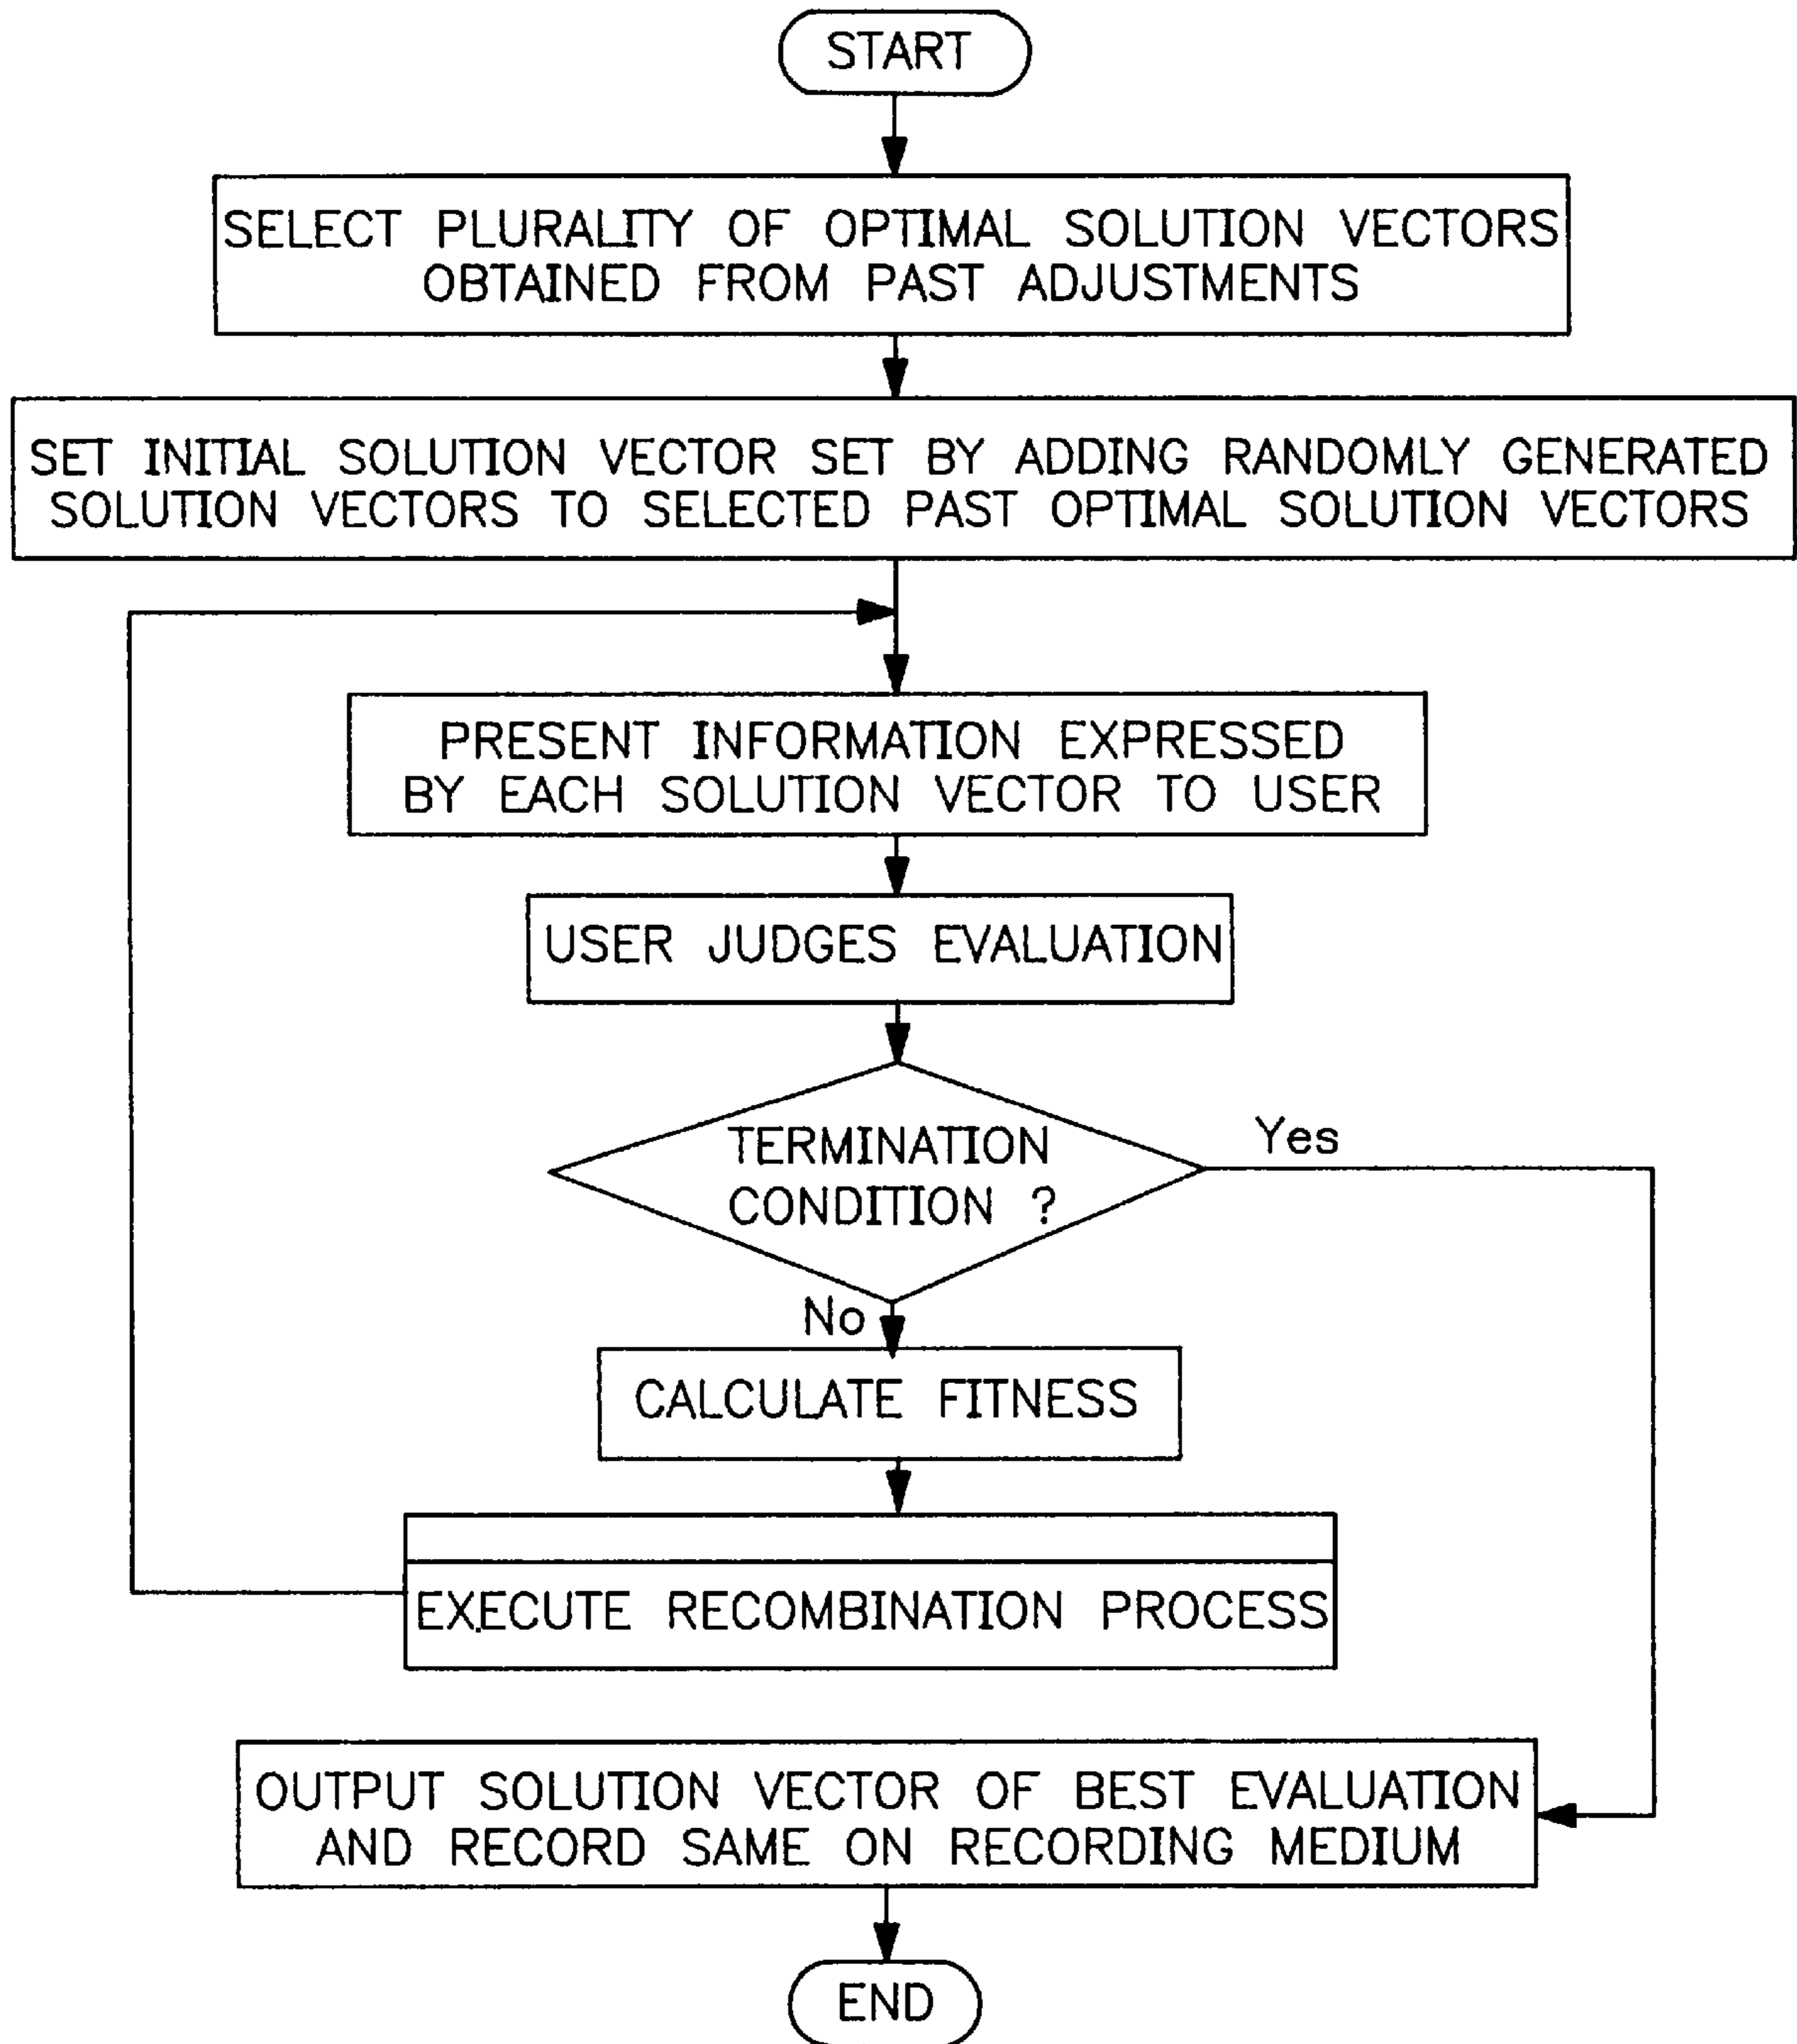 START
SELECT PLURALITY OF OPTIMAL SOLUTION VECTORS
OBTAINED FROM PAST ADJUSTMENTS
SET INITIAL SOLUTION VECTOR SET BY ADDING RANDOMLY GENERATED
SOLUTION VECTORS TO SELECTED PAST OPTIMAL SOLUTION VECTORS
PRESENT INFORMATION EXPRESSED
BY EACH SOLUTION VECTOR TO USER
USER JUDGES EVALUATION
TERMINATION
CONDITION ?
Yes
No
CALCULATE FITNESS
EXECUTE RECOMBINATION PROCESS
OUTPUT SOLUTION VECTOR OF BEST EVALUATION
AND RECORD SAME ON RECORDING MEDIUM
END